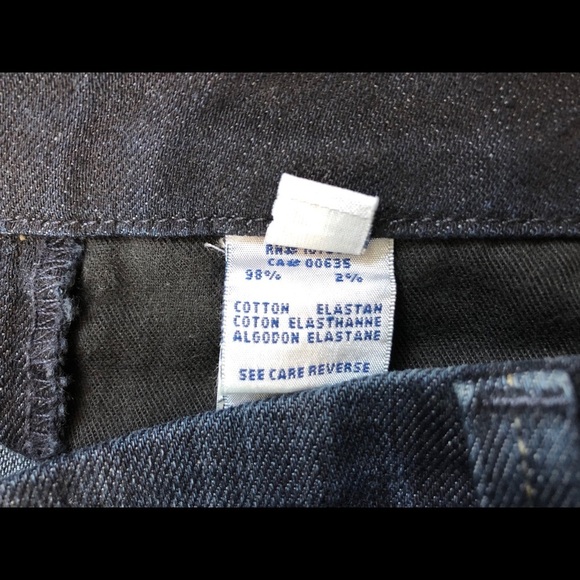 RN#
CA# 00635
98% 2%
COTTON ELASTAN
COTON ELASTHANNE
ALGODON ELASTANE
SEE CARE REVERSE